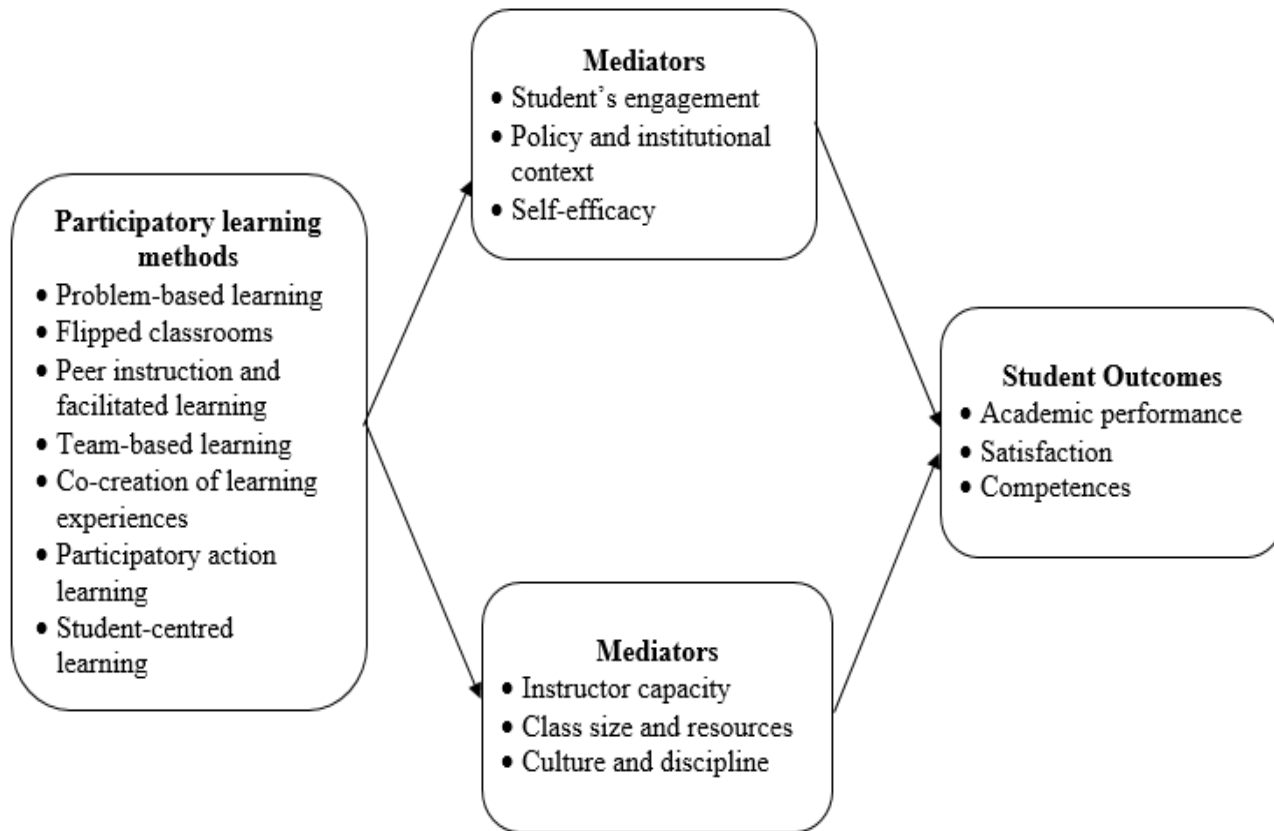 Participatory learning
methods
• Problem-based learning
• Flipped classrooms
• Peer instruction and
facilitated learning
• Team-based learning
• Co-creation of learning
experiences
• Participatory action
learning
• Student-centred
learning
Mediators
• Student’s engagement
• Policy and institutional
context
• Self-efficacy
Mediators
• Instructor capacity
• Class size and resources
• Culture and discipline
Student Outcomes
• Academic performance
• Satisfaction
• Competences